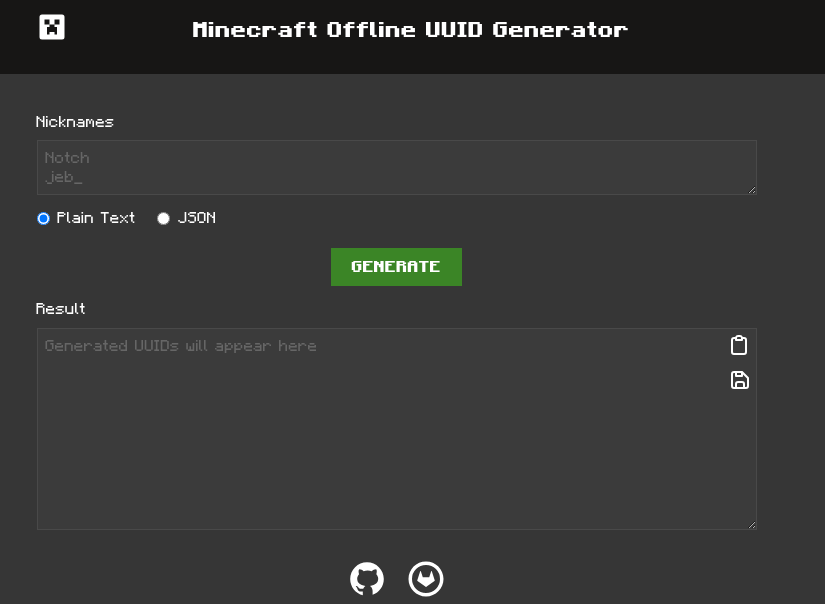 Minecraft Offline UUID Generator
Nicknames
Notch
jeb_
Plain Text JSON
GENERATE
Result
Generated UUIDs will appear here